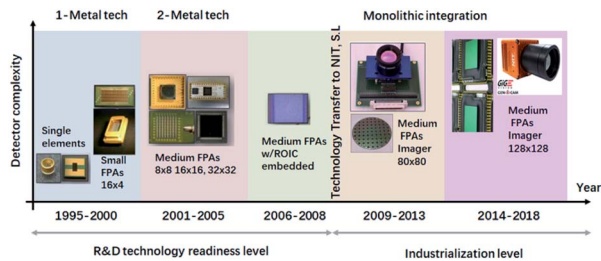 1-Metal tech
2-Metal tech
Monolithic integration
Detector complexity
Single
elements
Small
FPAs
16x4
Medium FPAs
8x8 16x16, 32x32
Medium FPAs
w/ROIC
embedded
Technology Transfer to NIT, S.L
Medium
FPAs
Imager
80x80
Medium
FPAs
Imager
128x128
NIT
GIGE
Year
1995-2000
2001-2005
2006-2008
2009-2013
2014-2018
R&D technology readiness level
Industrialization level